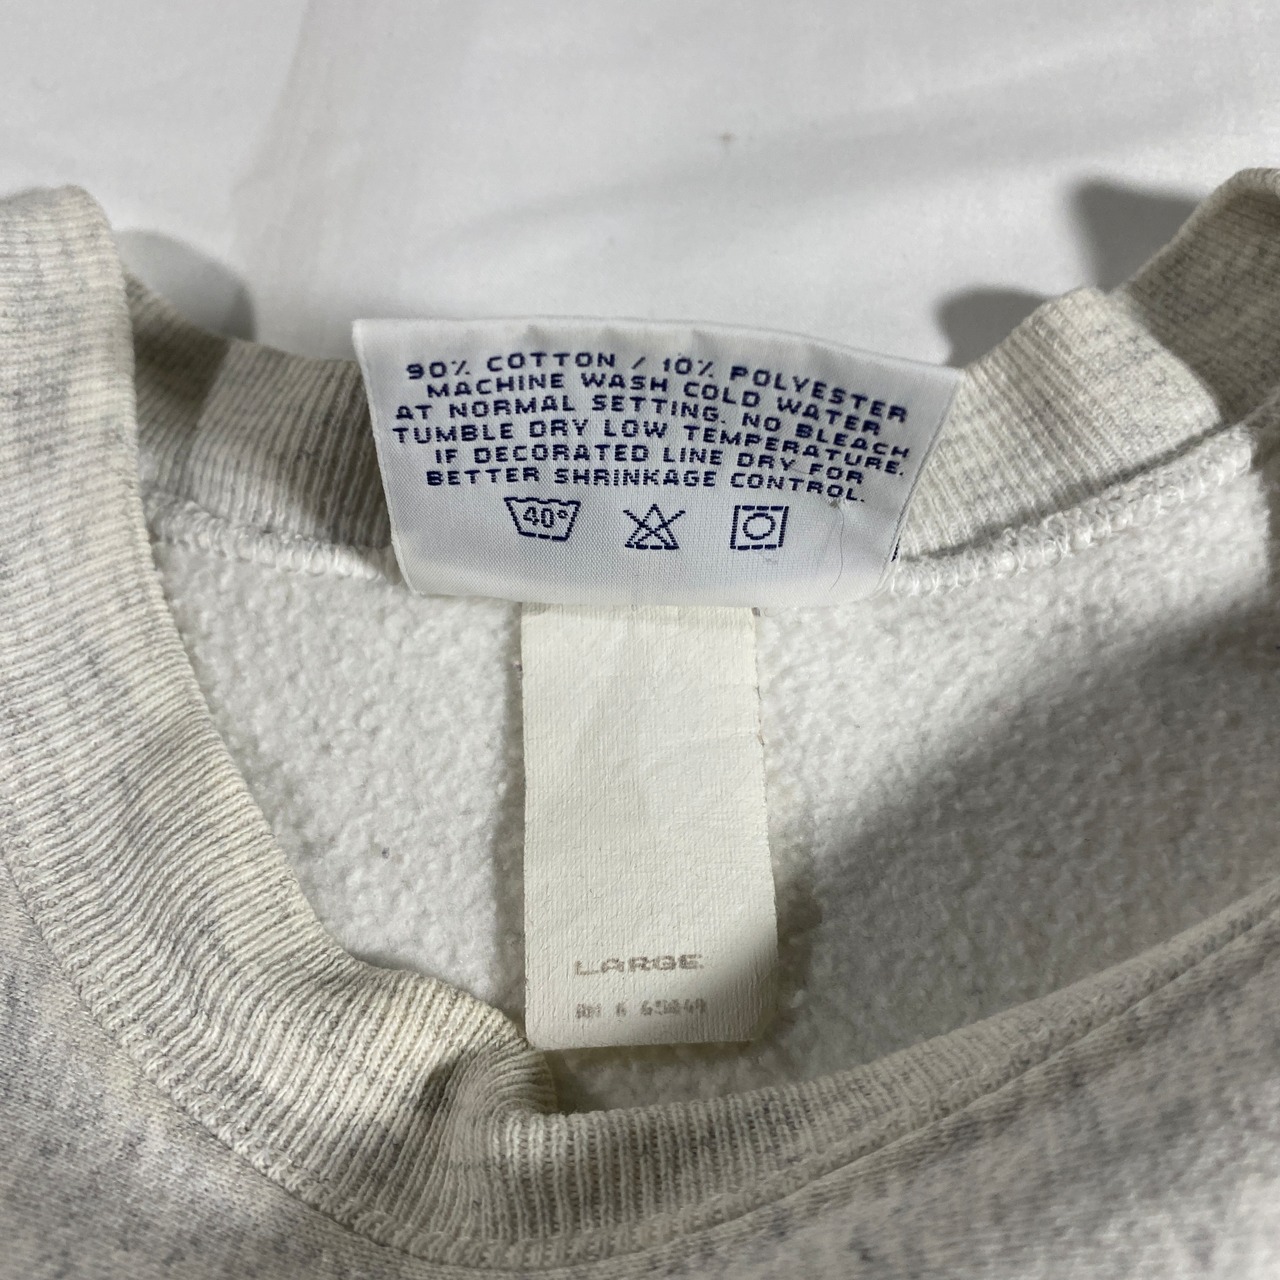 90% COTTON / 10% POLYESTER
MACHINE WASH COLD WATER
AT NORMAL SETTING. NO BLEACH
TUMBLE DRY LOW TEMPERATURE.
IF DECORATED LINE DRY FOR
BETTER SHRINKAGE CONTROL.
40°
LARGE